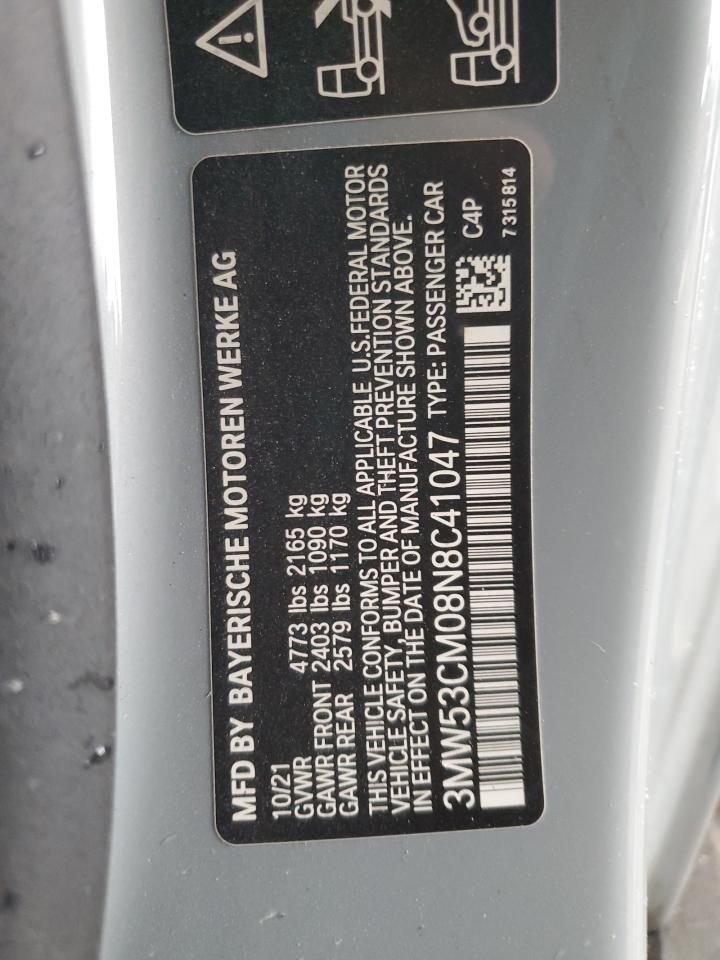 MFD BY BAYERISCHE MOTOREN WERKE AG
10/21
GVWR 4773 lbs 2165 kg
GAWR FRONT 2403 lbs 1090 kg
GAWR REAR 2579 lbs 1170 kg
THIS VEHICLE CONFORMS TO ALL APPLICABLE U.S.FEDERAL MOTOR
VEHICLE SAFETY, BUMPER AND THEFT PREVENTION STANDARDS
IN EFFECT ON THE DATE OF MANUFACTURE SHOWN ABOVE.
3MW53CM08N8C41047 TYPE: PASSENGER CAR
C4P
7 315 814